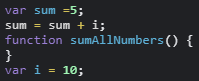 var sum =5;
sum = sum + i;
function sumAllNumbers() {
}
var i = 10;